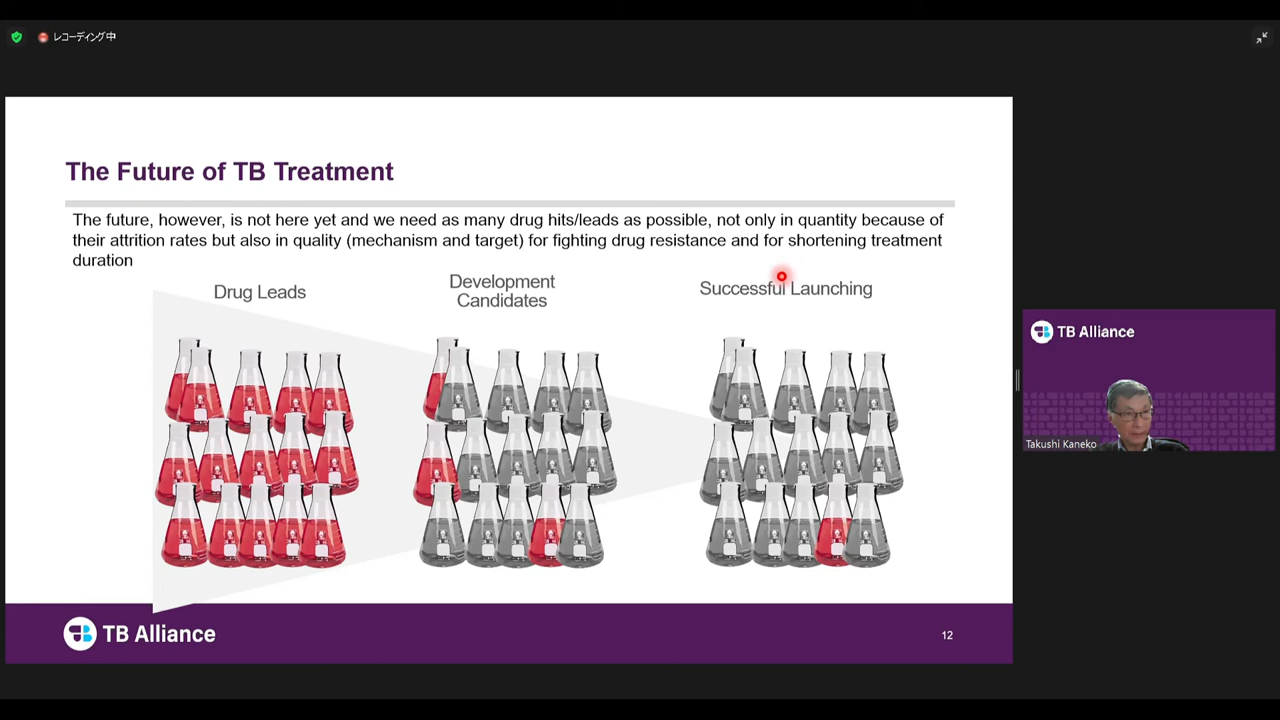 レコーディング中
The Future of TB Treatment
The future, however, is not here yet and we need as many drug hits/leads as possible, not only in quantity because of
their attrition rates but also in quality (mechanism and target) for fighting drug resistance and for shortening treatment
duration
Drug Leads
Development
Candidates
Successful Launching
TB Alliance
12
TB Alliance
Takushi Kaneko